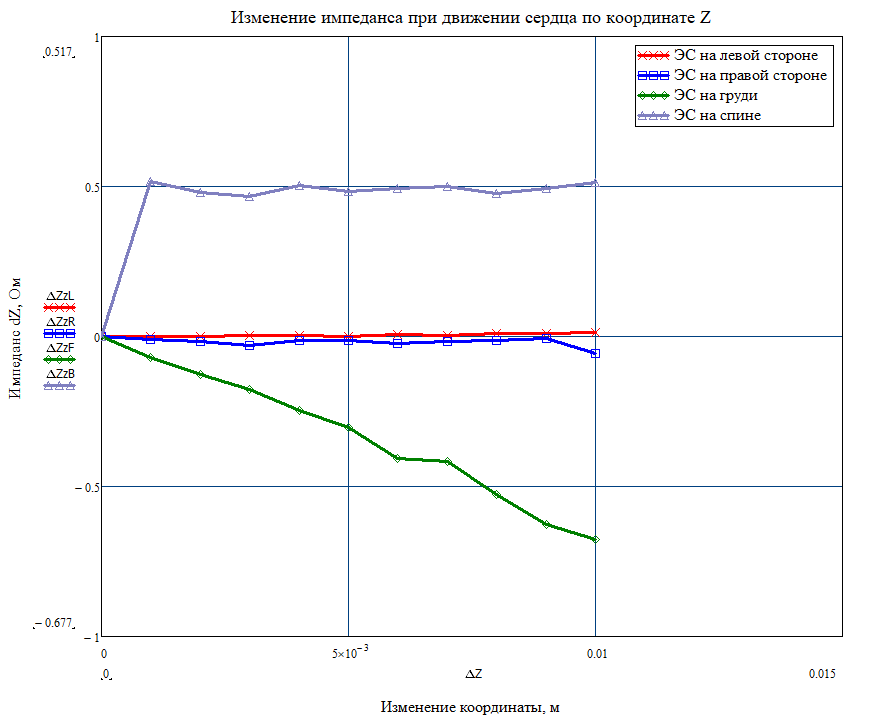 Изменение импеданса при движении сердца по координате Z
0.517
1
ЭС на левой стороне
ЭС на правой стороне
ЭС на груди
ЭС на спине
0.5
Импеданс dZ, Ом
ΔZzL
ΔZzR
ΔZzF
ΔZzB
0
− 0.5
− 0.677
− 1
0
5×10⁻³
0.01
0
ΔZ
0.015
Изменение координаты, м